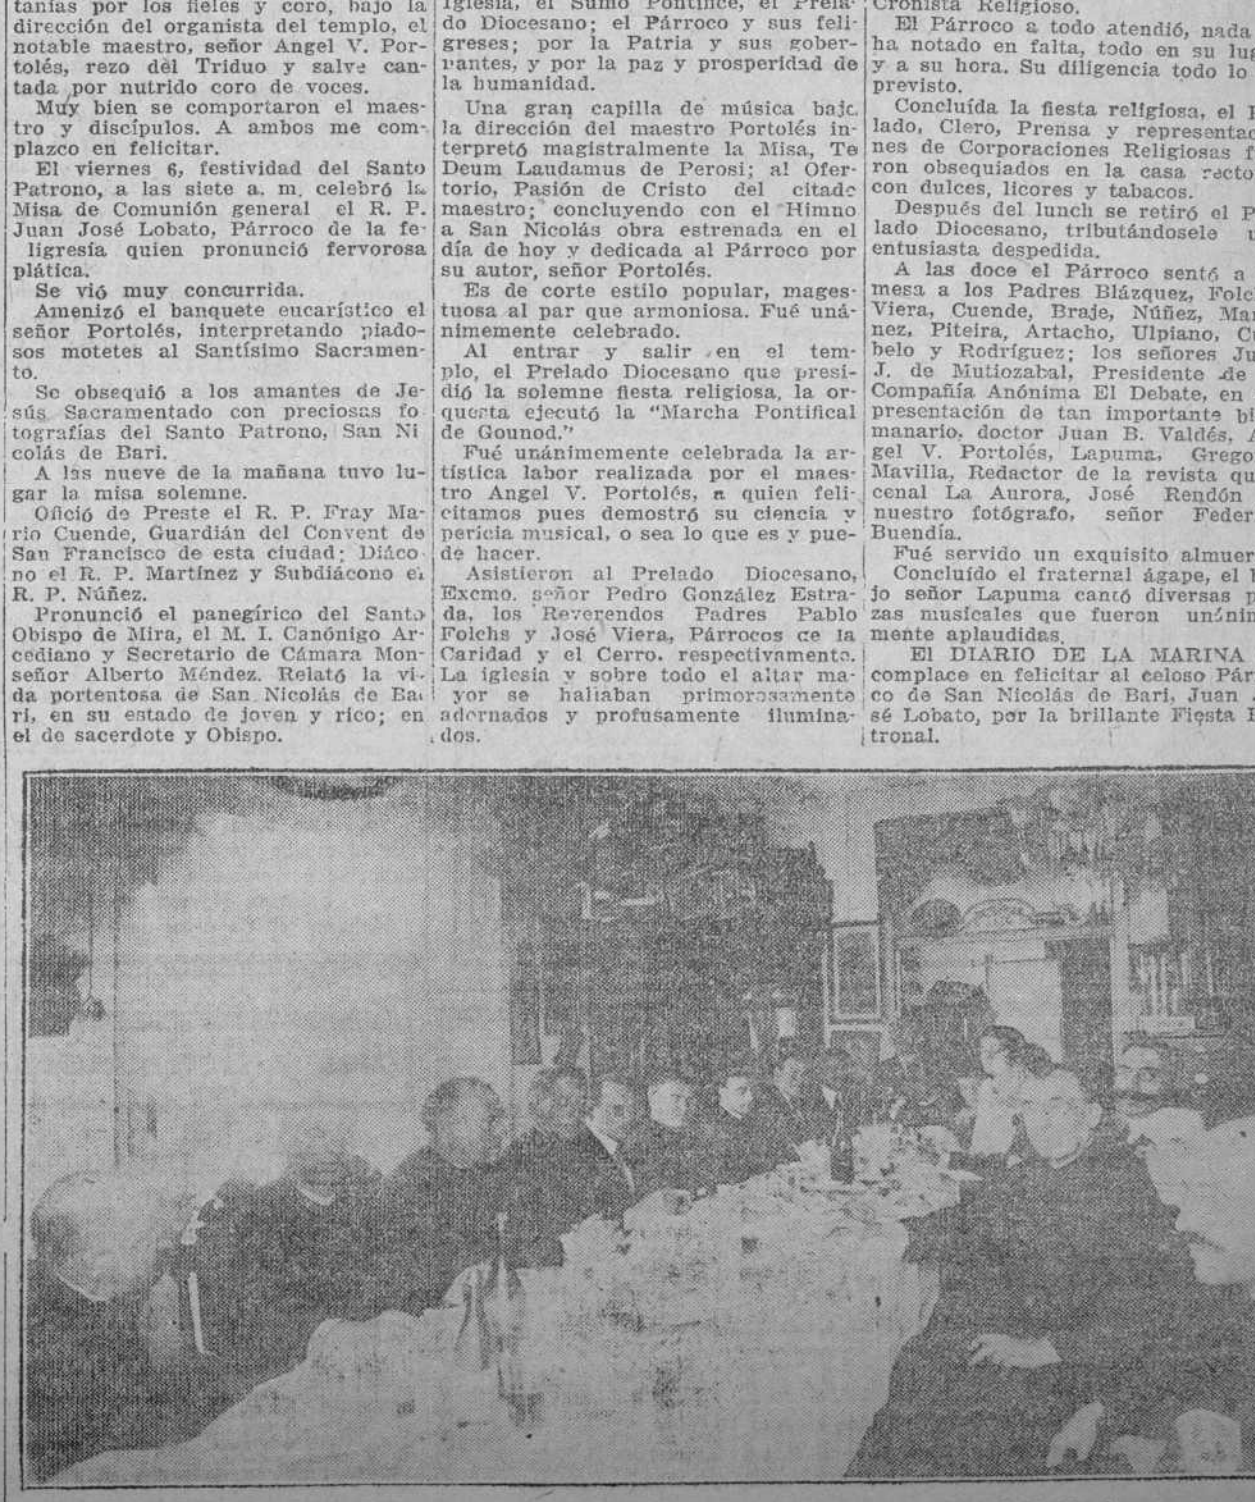 tanías por los fieles y coro, bajo la
dirección del organista del templo, el
notable maestro, señor Angel V. Por-
tolés, rezo del Triduo y salve can-
tada por nutrido coro de voces.
Muy bien se comportaron el maes-
tro y discípulos. A ambos me com-
plazco en felicitar.
El viernes 6, festividad del Santo
Patrono, a las siete a. m. celebró la
Misa de Comunión general el R. P.
Juan José Lobato, Párroco de la fe-
ligresía quien pronunció fervorosa
plática.
Se vió muy concurrida.
Amenizó el banquete eucarístico el
señor Portolés, interpretando piado-
sos motetes al Santísimo Sacramen-
to.
Se obsequió a los amantes de Je-
sús Sacramentado con preciosas fo
tografías del Santo Patrono, San Ni
colás de Bari.
A las nueve de la mañana tuvo lu-
gar la misa solemne.
Ofició de Preste el R. P. Fray Ma-
rio Cuende, Guardián del Convent de
San Francisco de esta ciudad; Diáco-
no el R. P. Martínez y Subdiácono el
R. P. Núñez.
Pronunció el panegírico del Santo
Obispo de Mira, el M. I. Canónigo Ar-
cediano y Secretario de Cámara Mon-
señor Alberto Méndez. Relató la vi-
da portentosa de San Nicolás de Ba-
ri, en su estado de joven y rico; en
el de sacerdote y Obispo.
Iglesia, el Sumo Pontífice, el Prela-
do Diocesano; el Párroco y sus feli-
greses; por la Patria y sus gober-
nantes, y por la paz y prosperidad de
la humanidad.
Una gran capilla de música bajc
la dirección del maestro Portolés in-
terpretó magistralmente la Misa, Te
Deum Laudamus de Perosi; al Ofer-
torio, Pasión de Cristo del citado
maestro; concluyendo con el Himno
a San Nicolás obra estrenada en el
día de hoy y dedicada al Párroco por
su autor, señor Portolés.
Es de corte estilo popular, mages-
tuosa al par que armoniosa. Fué uná-
nimemente celebrado.
Al entrar y salir en el tem-
plo, el Prelado Diocesano que presi-
dió la solemne fiesta religiosa, la or-
questa ejecutó la "Marcha Pontifical
de Gounod."
Fué unánimemente celebrada la ar-
tística labor realizada por el maes-
tro Angel V. Portolés, a quien feli-
citamos pues demostró su ciencia y
pericia musical, o sea lo que es y pue-
de hacer.
Asistieron al Prelado Diocesano,
Excmo. señor Pedro González Estra-
da, los Reverendos Padres Pablo
Folchs y José Viera, Párrocos de la
Caridad y el Cerro, respectivamente.
La iglesia y sobre todo el altar ma-
yor se hallaban primorosamente
adornados y profusamente ilumina-
dos.
Cronista Religioso.
El Párroco a todo atendió, nada
ha notado en falta, todo en su lug
y a su hora. Su diligencia todo lo
previsto.
Concluída la fiesta religiosa, el P
lado, Clero, Prensa y representac
nes de Corporaciones Religiosas f
ron obsequiados en la casa recto
con dulces, licores y tabacos.
Después del lunch se retiró el P
lado Diocesano, tributándosele u
entusiasta despedida.
A las doce el Párroco sentó a
mesa a los Padres Blázquez, Folc
Viera, Cuende, Braje, Núñez, Mar
nez, Piteira, Artacho, Ulpiano, Cu
belo y Rodríguez; los señores Ju
J. de Mutiozabal, Presidente de
Compañía Anónima El Debate, en
presentación de tan importante bi
manario, doctor Juan B. Valdés, A
gel V. Portolés, Lapuma, Grego
Mavilla, Redactor de la revista qu
cenal La Aurora, José Rendón
nuestro fotógrafo, señor Feder
Buendía.
Fué servido un exquisito almuer
Concluído el fraternal ágape, el
jo señor Lapuma cantó diversas p
zas musicales que fueron unánim
mente aplaudidas.
El DIARIO DE LA MARINA
complace en felicitar al celoso Párr
co de San Nicolás de Bari, Juan
sé Lobato, por la brillante Fiesta P
tronal.